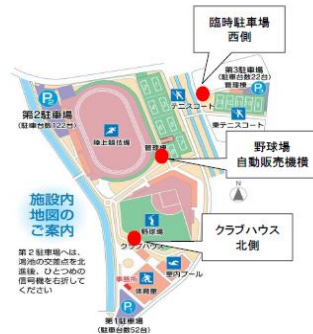 臨時駐車場
西側
第3駐車場
(駐車台数22台)
管理棟
テニスコート
第2駐車場
(駐車台数122台)
東テニスコート
陸上競技場
管理棟
野球場
自動販売機横
N
施設内
地図の
ご案内
野球場
クラブハウス
クラブハウス
北側
第2駐車場へは、
鴻池の交差点を北
進後、ひとつめの
信号機を右折して
ください
室内プール
事務所
体育館
第1駐車場
(駐車台数52台)